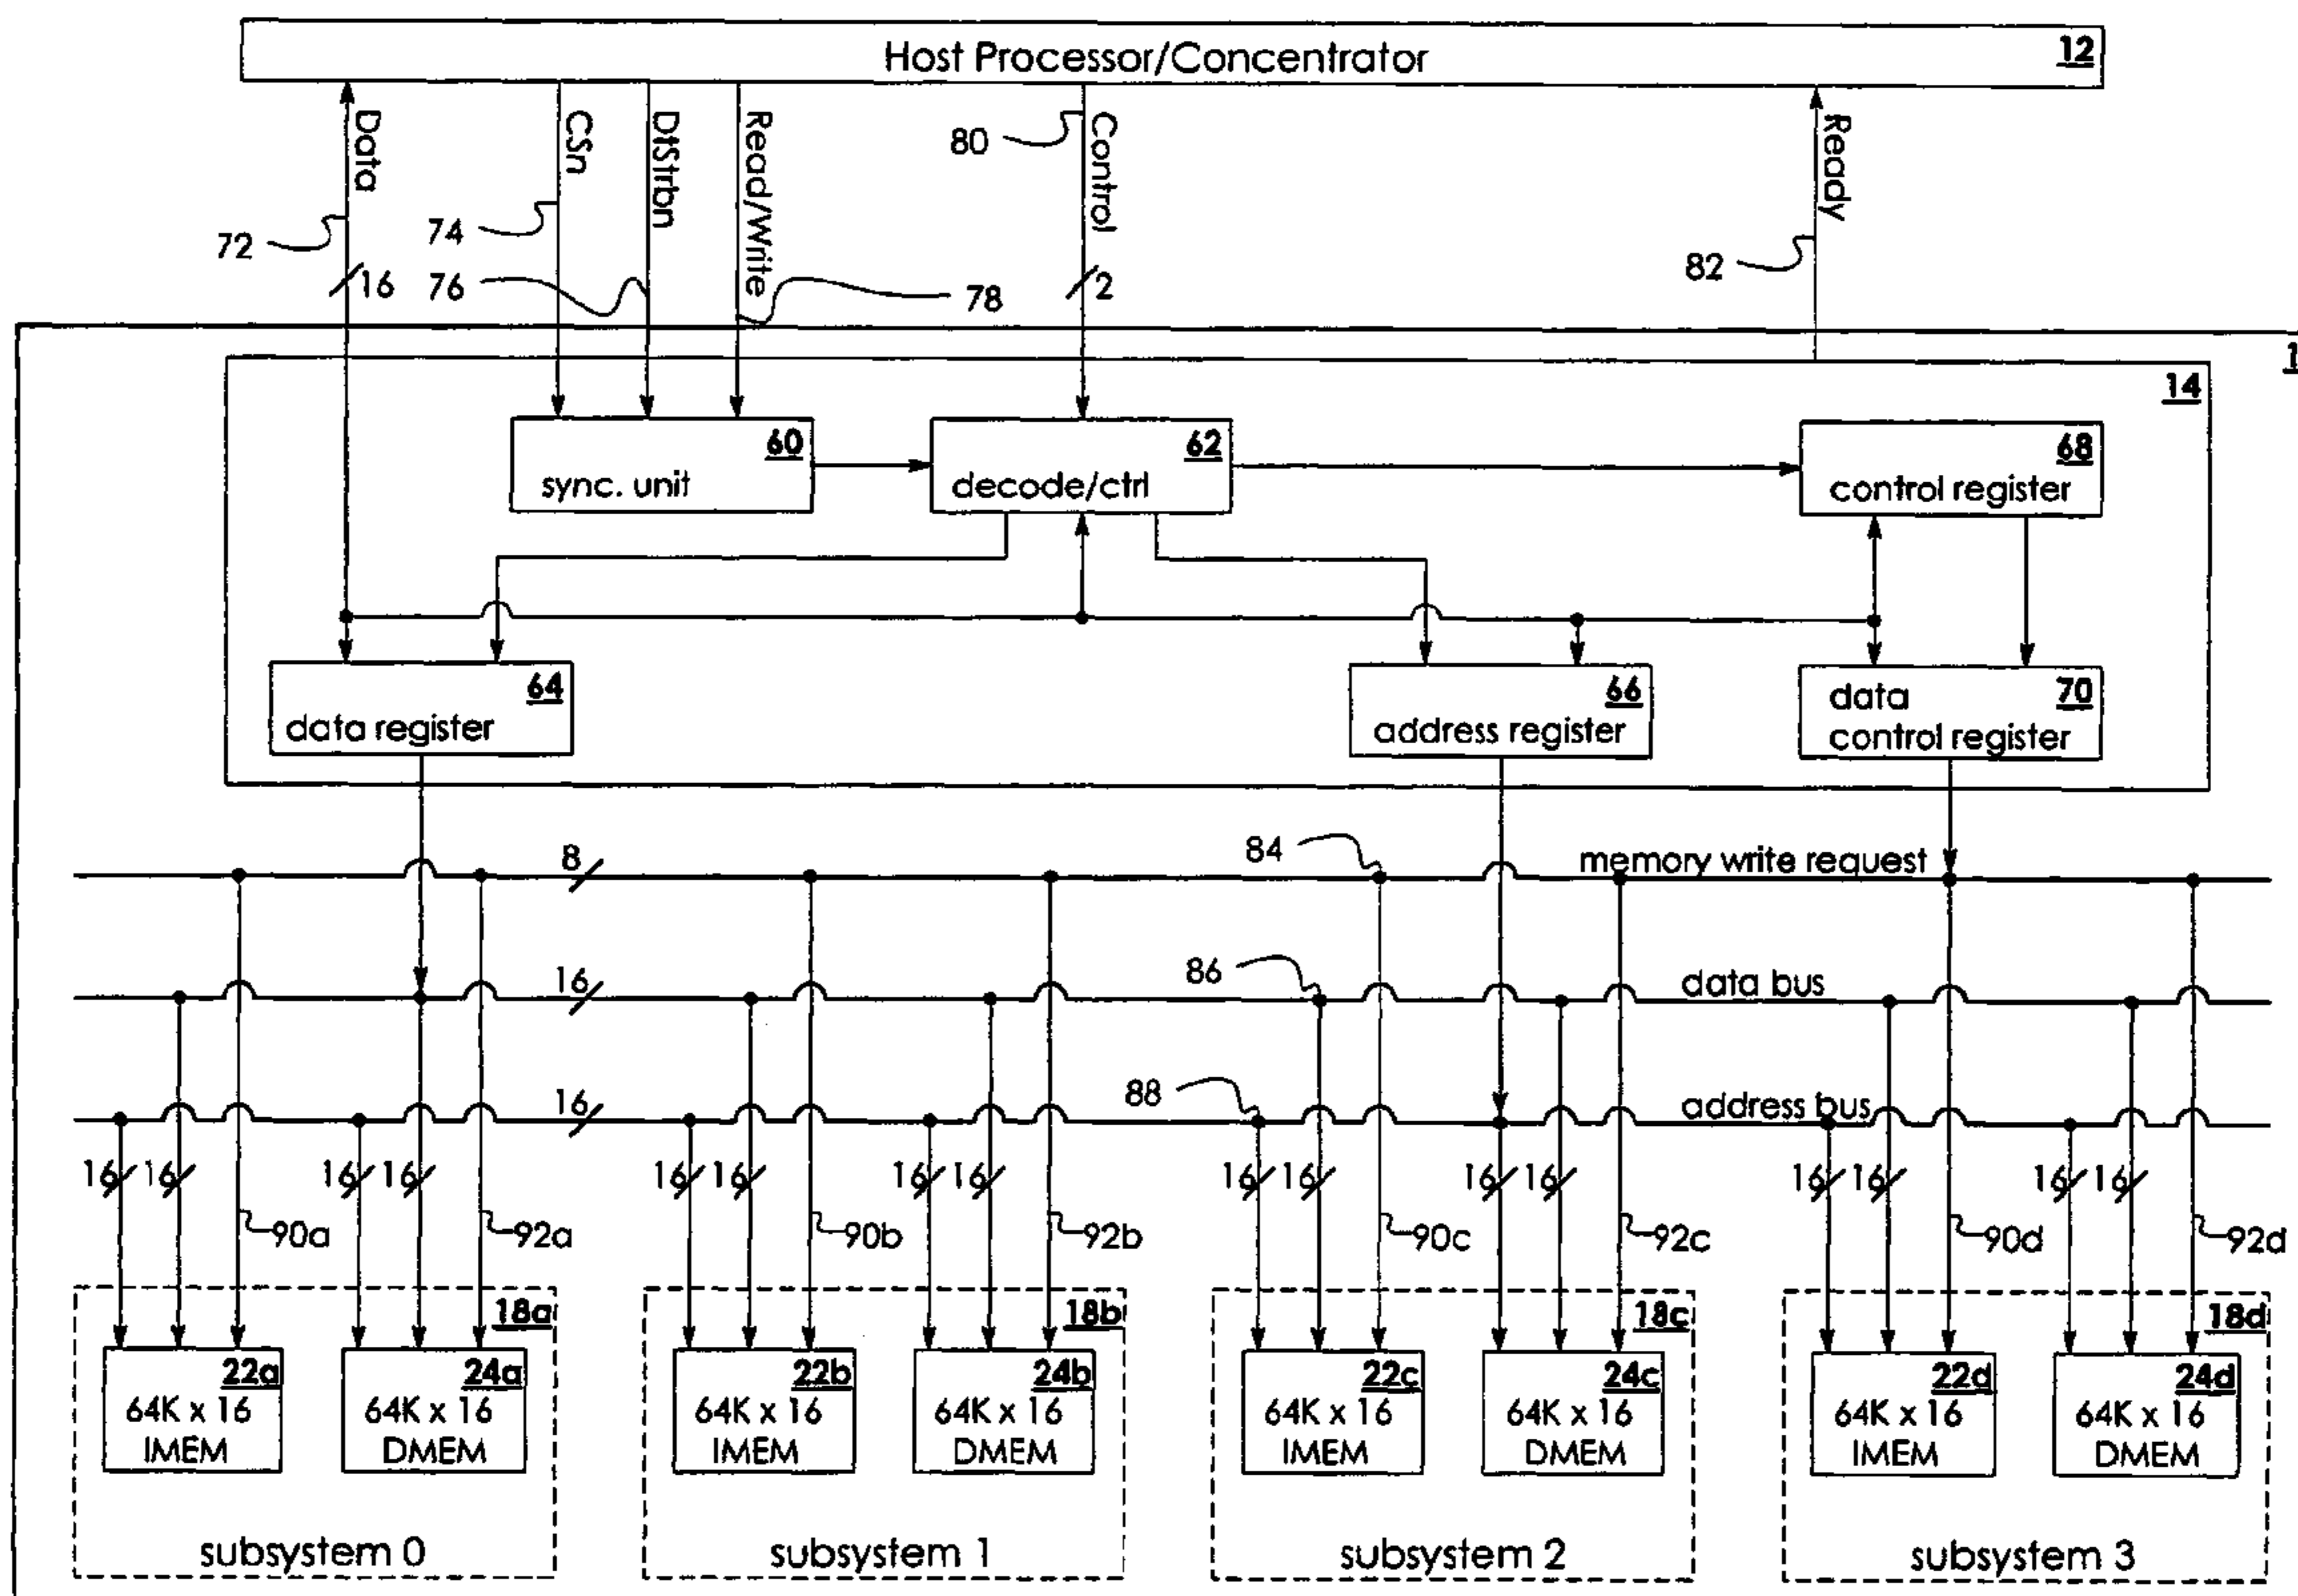 Host Processor/Concentrator 12
Data
CSn
DtStrbn
Read/Write
80
Control
Ready
72
74
16
76
78
2
82
1
14
60
sync. unit
62
decode/ctrl
68
control register
64
data register
66
address register
70
data
control register
8
84
memory write request
16
86
data bus
16
88
address bus
16 16 16 16 16 16 16 16 16 16 16 16 16 16 16 16
90a 92a 90b 92b 90c 92c 90d 92d
18a 18b 18c 18d
22a 24a 22b 24b 22c 24c 22d 24d
64K x 16 64K x 16 64K x 16 64K x 16 64K x 16 64K x 16 64K x 16 64K x 16
IMEM DMEM IMEM DMEM IMEM DMEM IMEM DMEM
subsystem 0 subsystem 1 subsystem 2 subsystem 3